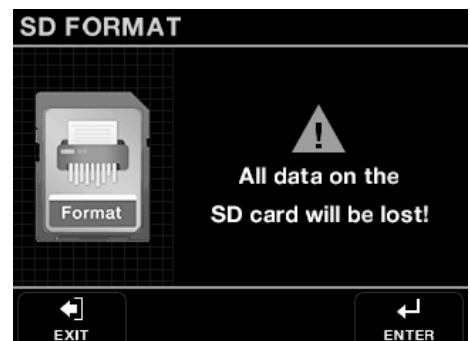 SD FORMAT
Format
!
All data on the
SD card will be lost!
EXIT
ENTER